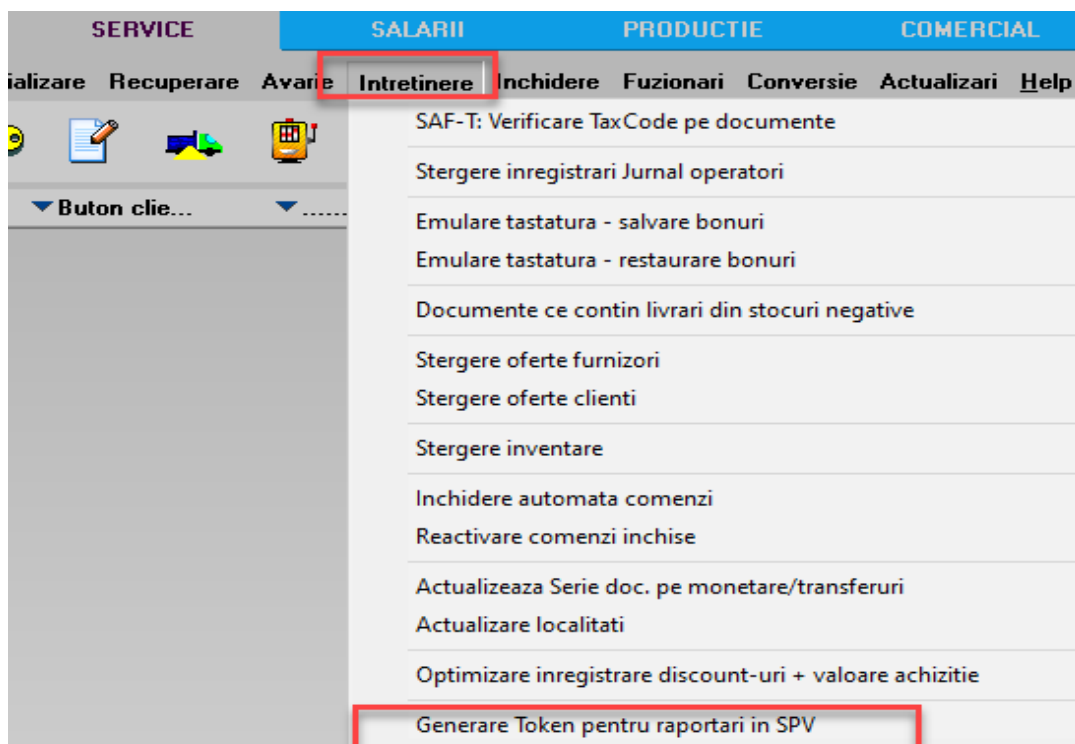 SERVICE SALARII PRODUCTIE COMERCIAL
ializare Recuperare Avarie Intretinere Inchidere Fuzionari Conversie Actualizari Help
SAF-T: Verificare TaxCode pe documente
Stergere inregistrari Jurnal operatori
Buton clie... ......
Emulare tastatura - salvare bonuri
Emulare tastatura - restaurare bonuri
Documente ce contin livrari din stocuri negative
Stergere oferte furnizori
Stergere oferte clienti
Stergere inventare
Inchidere automata comenzi
Reactivare comenzi inchise
Actualizeaza Serie doc. pe monetare/transferuri
Actualizare localitati
Optimizare inregistrare discount-uri + valoare achizitie
Generare Token pentru raportari in SPV